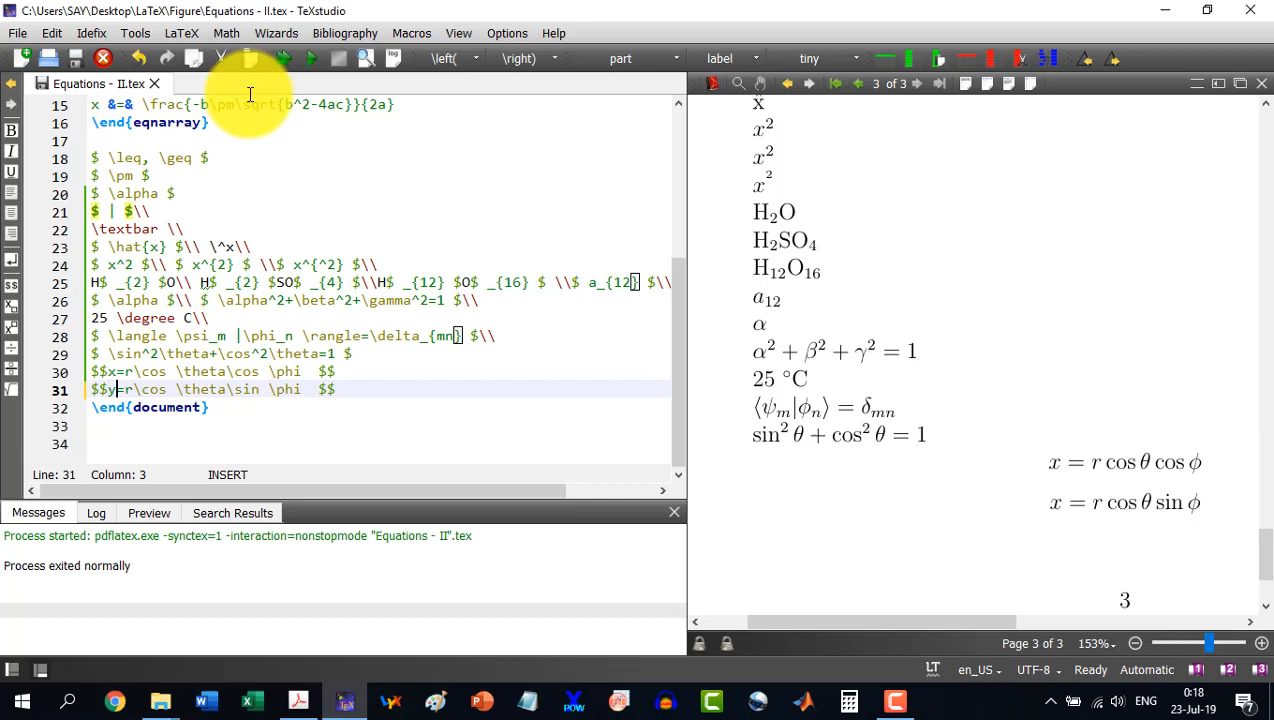 C:\Users\SAY\Desktop\LaTeX\Figure\Equations - II.tex - TeXstudio
File Edit Idefix Tools LaTeX Math Wizards Bibliography Macros View Options Help
\left( \right) part label tiny
Equations - II.tex
3 of 3
15 x &=& \frac{-b\pm\sqrt{b^2-4ac}}{2a}
16 \end{eqnarray}
17
18 $ \leq, \geq $
19 $ \pm $
20 $ \alpha $
21 $ | $\\
22 \textbar \\
23 $ \hat{x} $\\ \^x\\
24 $ x^2 $\\ $ x^{2} $ \\$ x^{^2} $\\
25 H$ _{2} $O\\ H$ _{2} $SO$ _{4} $\\H$ _{12} $O$ _{16} $ \\$ a_{12} $\\
26 $ \alpha $\\ $ \alpha^2+\beta^2+\gamma^2=1 $\\
27 25 \degree C\\
28 $ \langle \psi_m |\phi_n \rangle=\delta_{mn} $\\
29 $ \sin^2\theta+\cos^2\theta=1 $
30 $$x=r\cos \theta\cos \phi $$
31 $$y=r\cos \theta\sin \phi $$
32 \end{document}
33
34
Line: 31 Column: 3 INSERT
Messages Log Preview Search Results
Process started: pdflatex.exe -synctex=1 -interaction=nonstopmode "Equations - II".tex
Process exited normally
x̂
x²
x²
x²
H₂O
H₂SO₄
H₁₂O₁₆
a₁₂
α
α² + β² + γ² = 1
25 °C
⟨ψₘ|ϕₙ⟩ = δₘₙ
sin² θ + cos² θ = 1
x = r cos θ cos ϕ
x = r cos θ sin ϕ
3
Page 3 of 3 153%
LT en_US UTF-8 Ready Automatic 1 2 3
ENG
0:18
23-Jul-19
7